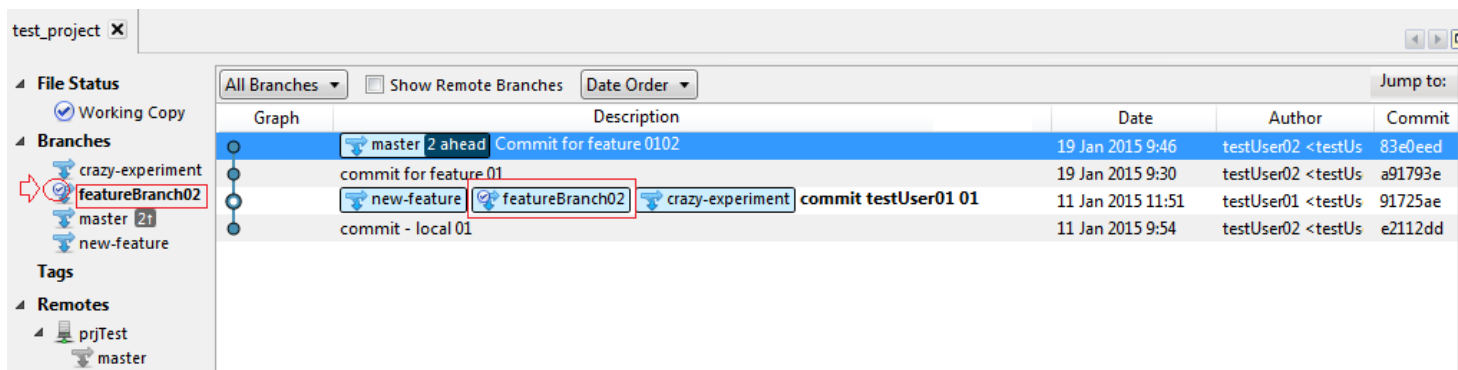 test_project
File Status
Working Copy
Branches
crazy-experiment
featureBranch02
master 2↑
new-feature
Tags
Remotes
prjTest
master
All Branches Show Remote Branches Date Order Jump to:
Graph Description Date Author Commit
master 2 ahead Commit for feature 0102 19 Jan 2015 9:46 testUser02 <testUs 83e0eed
commit for feature 01 19 Jan 2015 9:30 testUser02 <testUs a91793e
new-feature featureBranch02 crazy-experiment commit testUser01 01 11 Jan 2015 11:51 testUser01 <testUs 91725ae
commit - local 01 11 Jan 2015 9:54 testUser02 <testUs e2112dd